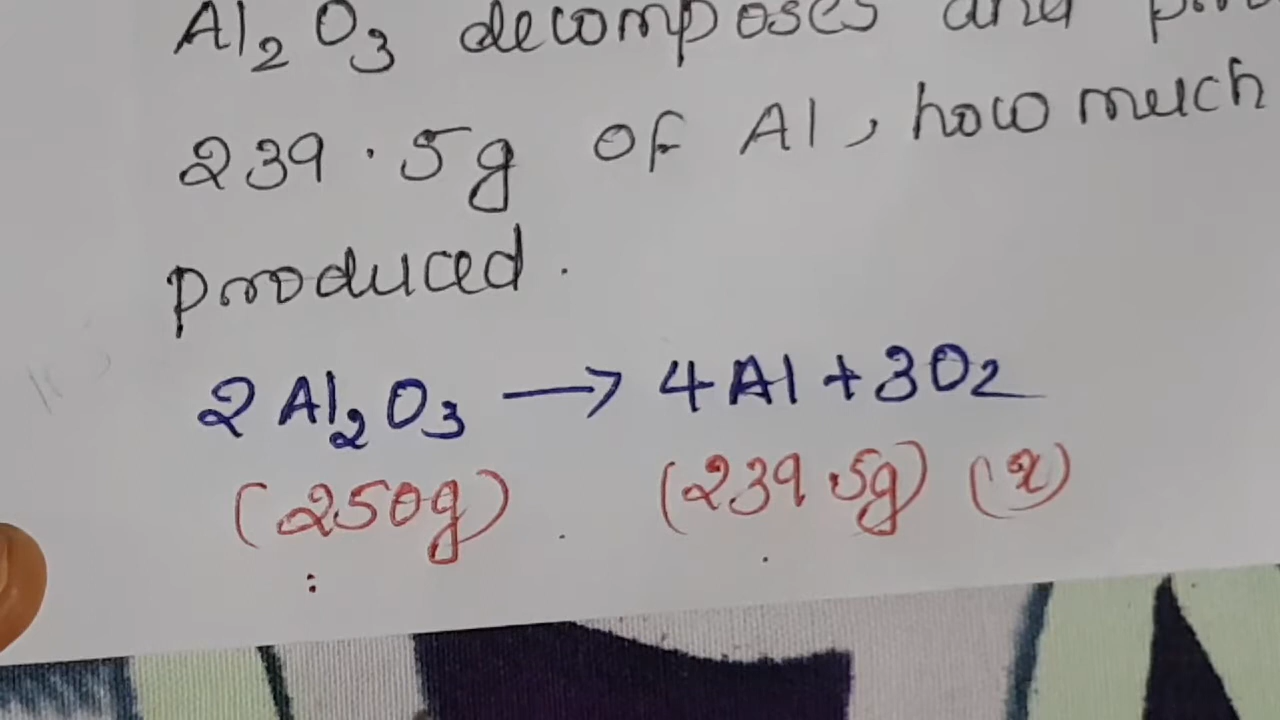 Al2O3 decomposes and
239.5g of Al, how much
produced.
2Al2O3 → 4Al + 3O2
(250g) (239.5g) (x)